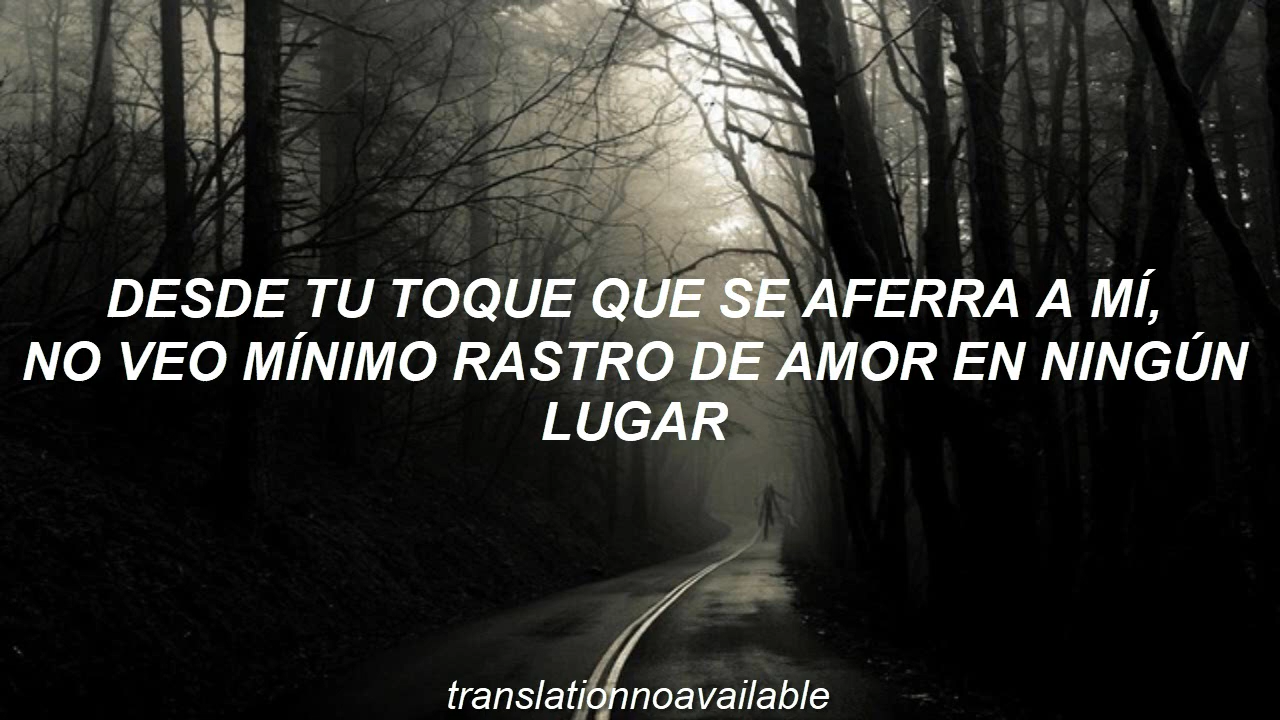 DESDE TU TOQUE QUE SE AFERRA A MÍ,
NO VEO MÍNIMO RASTRO DE AMOR EN NINGÚN
LUGAR
translationnoavailable